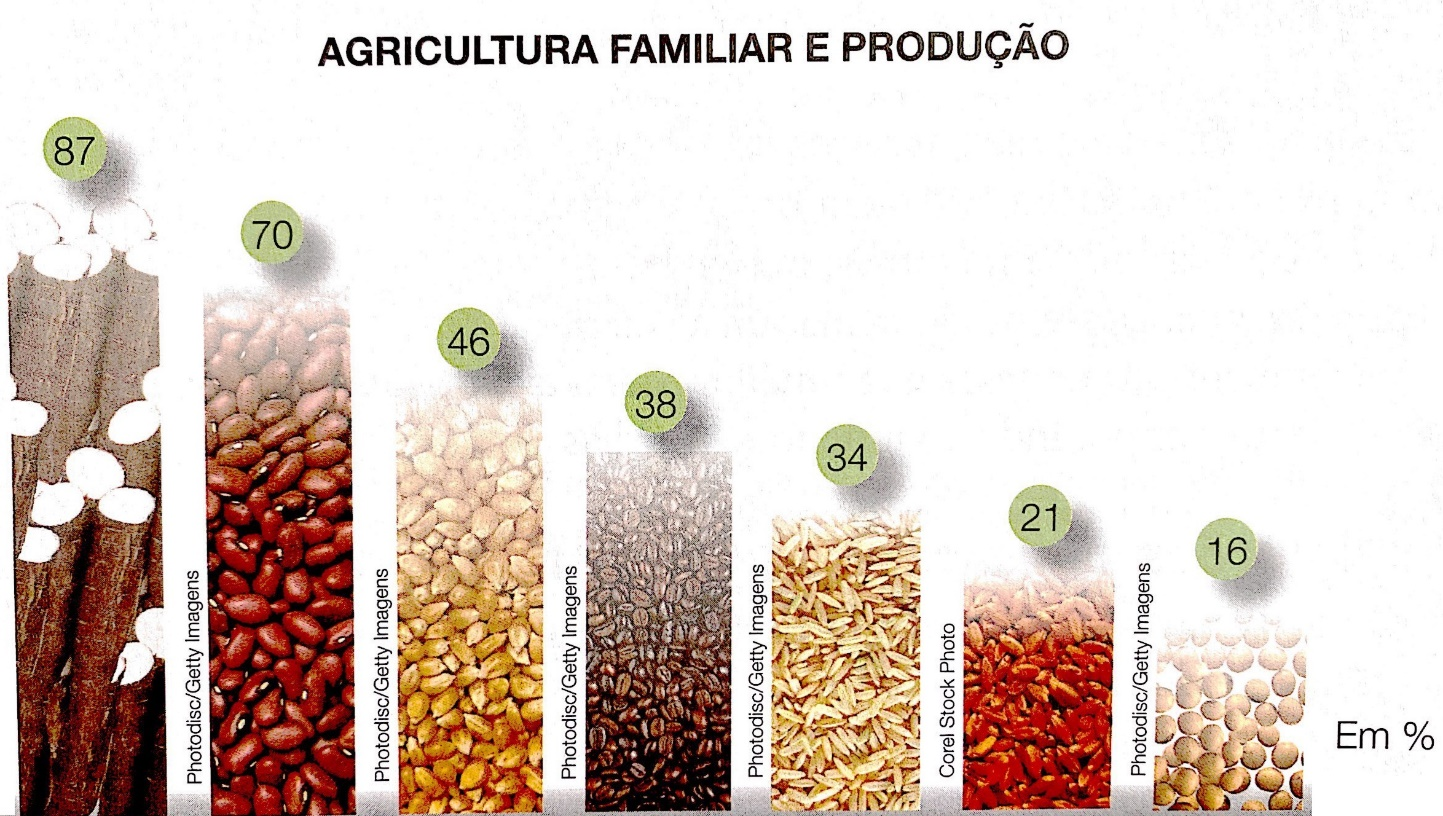 AGRICULTURA FAMILIAR E PRODUÇÃO
87
70
46
38
34
21
16
Photodisc/Getty Imagens
Photodisc/Getty Imagens
Photodisc/Getty Imagens
Photodisc/Getty Imagens
Corel Stock Photo
Photodisc/Getty Imagens
Em %